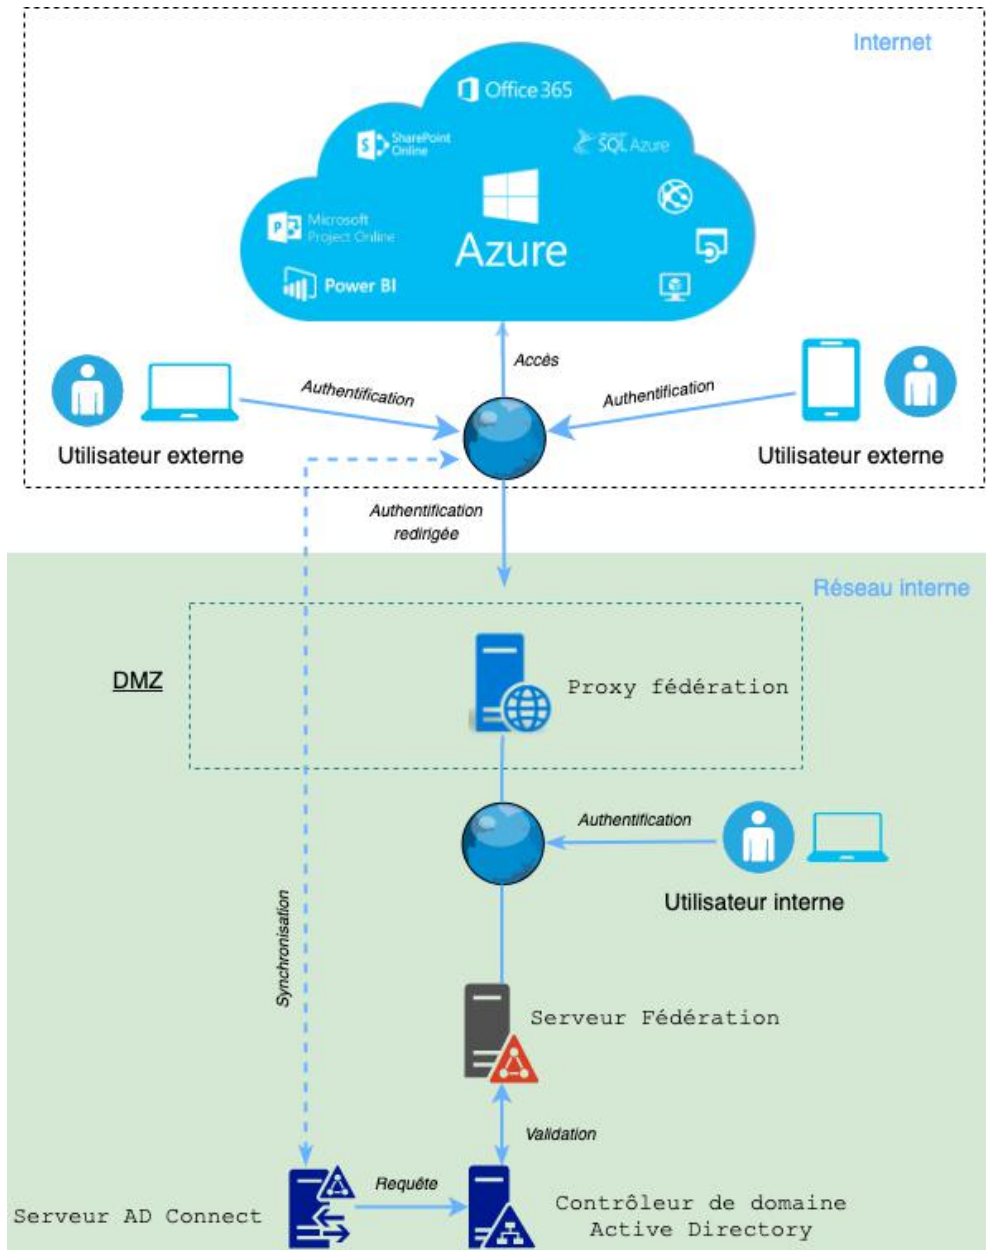 Internet
Office 365
SharePoint
Online
Microsoft
SQL Azure
Microsoft
Project Online
Azure
Power BI
Accès
Authentification
Authentification
Utilisateur externe
Utilisateur externe
Authentification
redirigée
Réseau interne
DMZ
Proxy fédération
Authentification
Utilisateur interne
Synchronisation
Serveur Fédération
Validation
Requête
Serveur AD Connect
Contrôleur de domaine
Active Directory